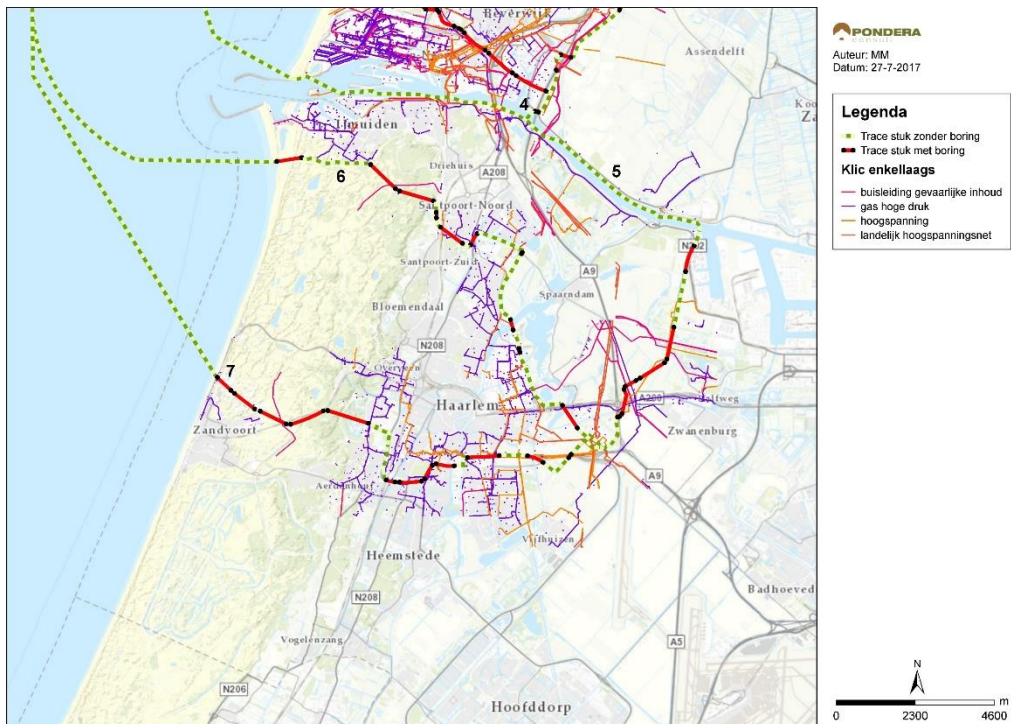 Beverwijk
Assendelft
4
IJmuiden
Driehuis
A208
6
5
Santpoort-Noord
N202
Santpoort-Zuid
A9
Spaarndam
Bloemendaal
N208
Overveen
7
Haarlem
A200
Halfweg
Zandvoort
Zwanenburg
A9
Aerdenhout
Vijfhuizen
Heemstede
Badhoeved
N208
A5
Vogelenzang
N206
Hoofddorp
PONDERA
consult
Auteur: MM
Datum: 27-7-2017
Legenda
Trace stuk zonder boring
Trace stuk met boring
Klic enkellaags
buisleiding gevaarlijke inhoud
gas hoge druk
hoogspanning
landelijk hoogspanningsnet
N
m
0 2300 4600